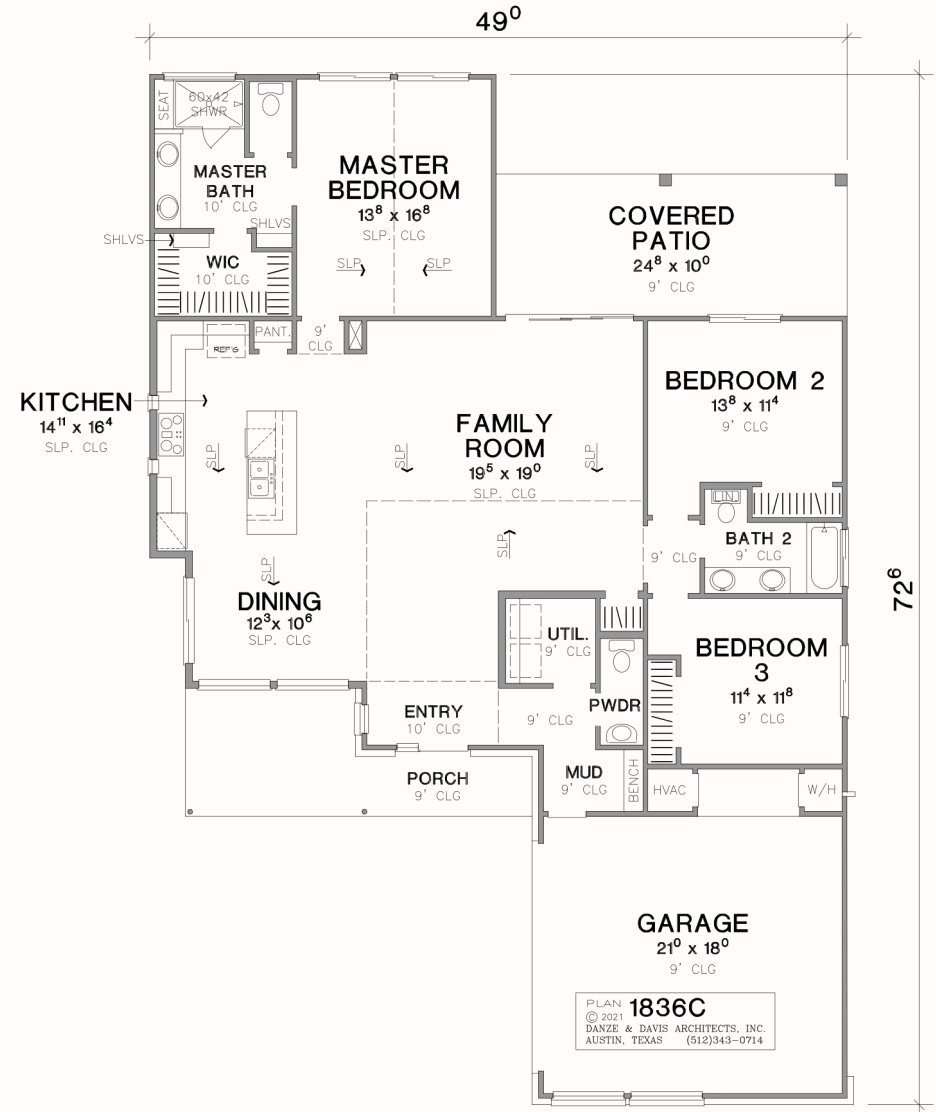 49⁰
SEAT
60x42
SHWR
MASTER
BATH
10' CLG
SHLVS
SHLVS
WIC
10' CLG
MASTER
BEDROOM
13⁸ x 16⁸
SLP. CLG
SLP
SLP
COVERED
PATIO
24⁸ x 10⁰
9' CLG
REF'G
PANT.
9'
CLG
KITCHEN
14¹¹ x 16⁴
SLP. CLG
SLP
SLP
SLP
FAMILY
ROOM
19⁵ x 19⁰
SLP. CLG
SLP
BEDROOM 2
13⁸ x 11⁴
9' CLG
LIN.
BATH 2
9' CLG
9' CLG
72⁶
SLP
DINING
12³x 10⁶
SLP. CLG
UTIL.
9' CLG
BEDROOM
3
11⁴ x 11⁸
9' CLG
ENTRY
10' CLG
9' CLG
PWDR
PORCH
9' CLG
MUD
9' CLG
BENCH
HVAC
W/H
GARAGE
21⁰ x 18⁰
9' CLG
PLAN 1836C
© 2021
DANZE & DAVIS ARCHITECTS, INC.
AUSTIN, TEXAS (512)343-0714